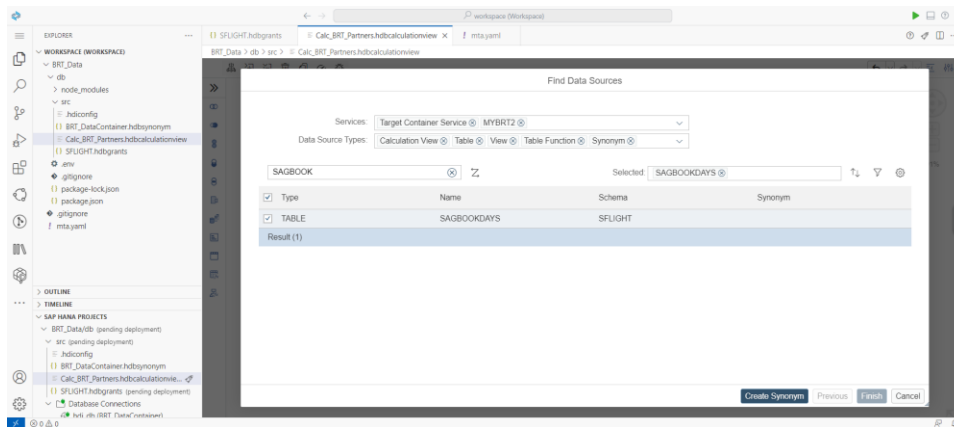 workspace (Workspace)
EXPLORER
SFLIGHT.hdbgrants
Calc_BRT_Partners.hdbcalculationview
mta.yaml
WORKSPACE (WORKSPACE)
BRT_Data > db > src > Calc_BRT_Partners.hdbcalculationview
BRT_Data
db
node_modules
src
.hdiconfig
BRT_DataContainer.hdbsynonym
Calc_BRT_Partners.hdbcalculationview
SFLIGHT.hdbgrants
.env
.gitignore
package-lock.json
package.json
.gitignore
mta.yaml
OUTLINE
TIMELINE
SAP HANA PROJECTS
BRT_Data/db (pending deployment)
src (pending deployment)
.hdiconfig
BRT_DataContainer.hdbsynonym
Calc_BRT_Partners.hdbcalculationvie...
SFLIGHT.hdbgrants (pending deployment)
Database Connections
hdi_db (BRT_DataContainer)
Find Data Sources
Services: Target Container Service MYBRT2
Data Source Types: Calculation View Table View Table Function Synonym
SAGBOOK Selected: SAGBOOKDAYS
Type Name Schema Synonym
TABLE SAGBOOKDAYS SFLIGHT
Result (1)
Create Synonym Previous Finish Cancel
0 0